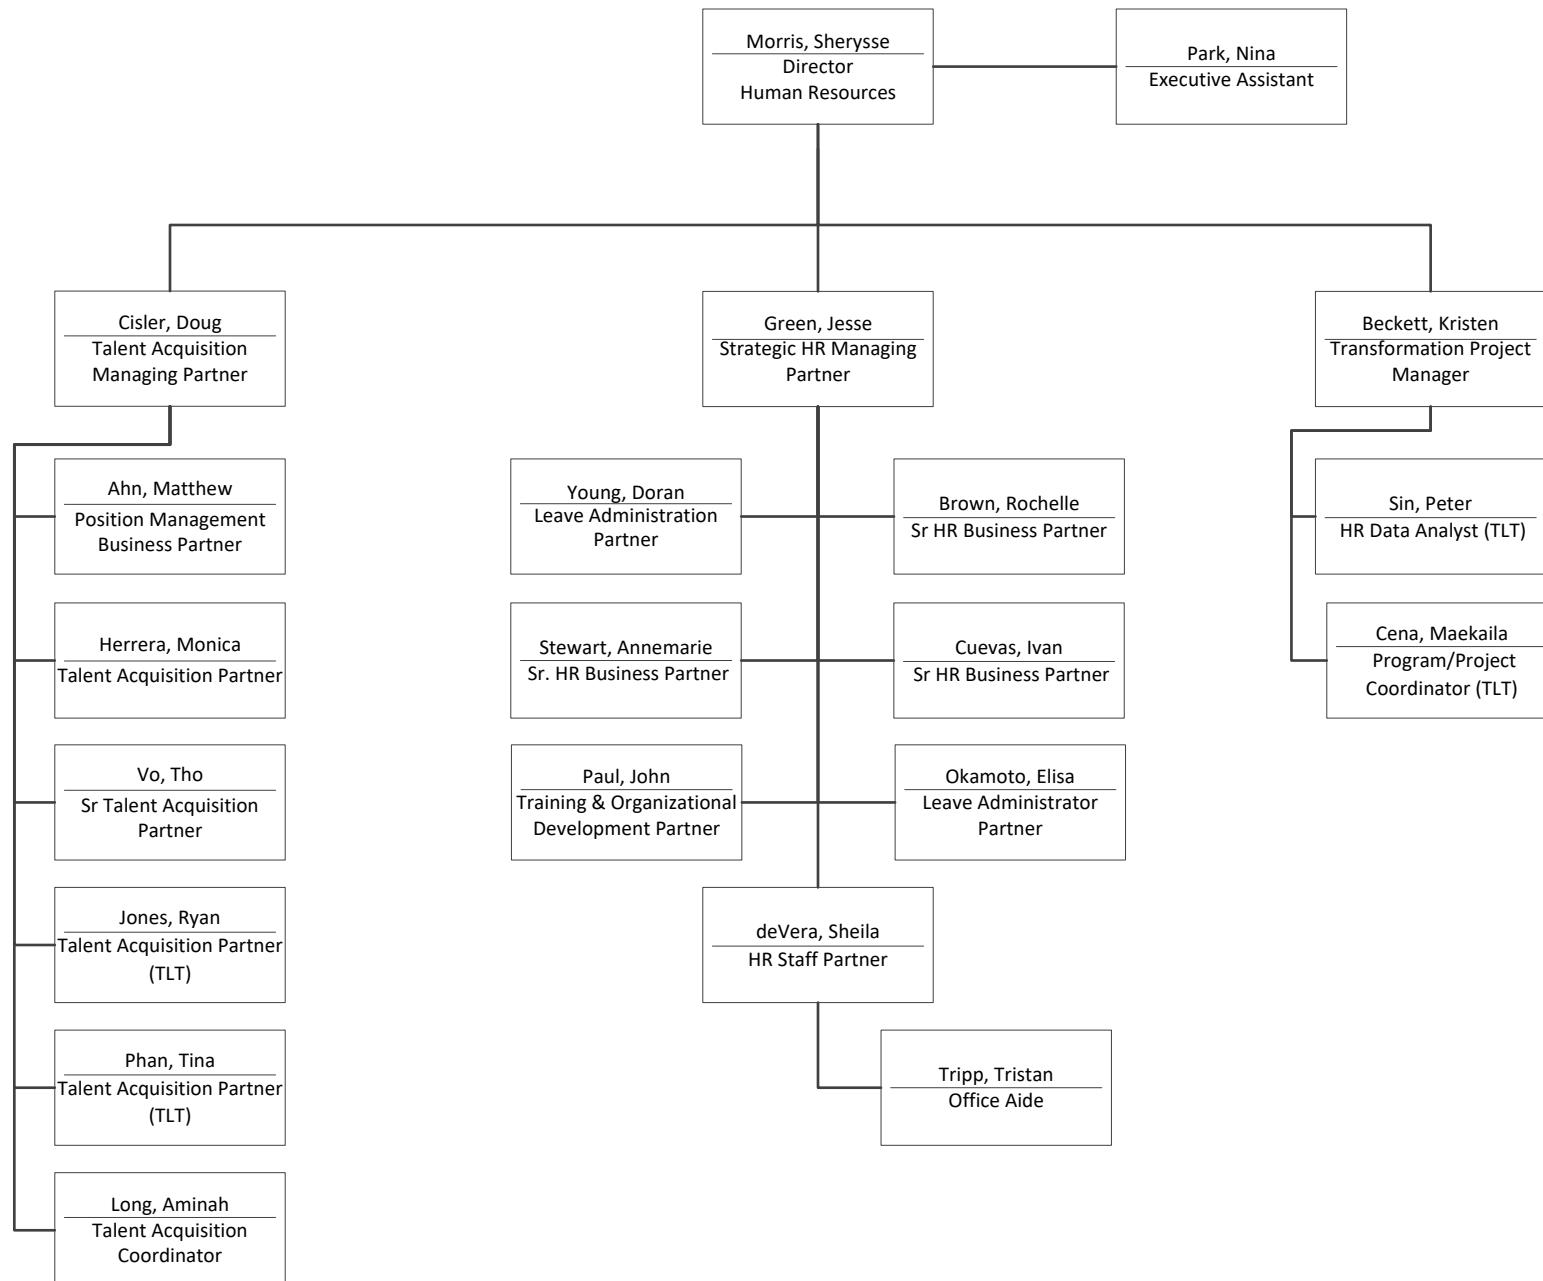 Morris, Sherysse
Director
Human Resources
Park, Nina
Executive Assistant
Cisler, Doug
Talent Acquisition
Managing Partner
Green, Jesse
Strategic HR Managing
Partner
Beckett, Kristen
Transformation Project
Manager
Ahn, Matthew
Position Management
Business Partner
Herrera, Monica
Talent Acquisition Partner
Vo, Tho
Sr Talent Acquisition
Partner
Jones, Ryan
Talent Acquisition Partner
(TLT)
Phan, Tina
Talent Acquisition Partner
(TLT)
Long, Aminah
Talent Acquisition
Coordinator
Young, Doran
Leave Administration
Partner
Brown, Rochelle
Sr HR Business Partner
Stewart, Annemarie
Sr. HR Business Partner
Cuevas, Ivan
Sr HR Business Partner
Paul, John
Training & Organizational
Development Partner
Okamoto, Elisa
Leave Administrator
Partner
deVera, Sheila
HR Staff Partner
Tripp, Tristan
Office Aide
Sin, Peter
HR Data Analyst (TLT)
Cena, Maekaila
Program/Project
Coordinator (TLT)